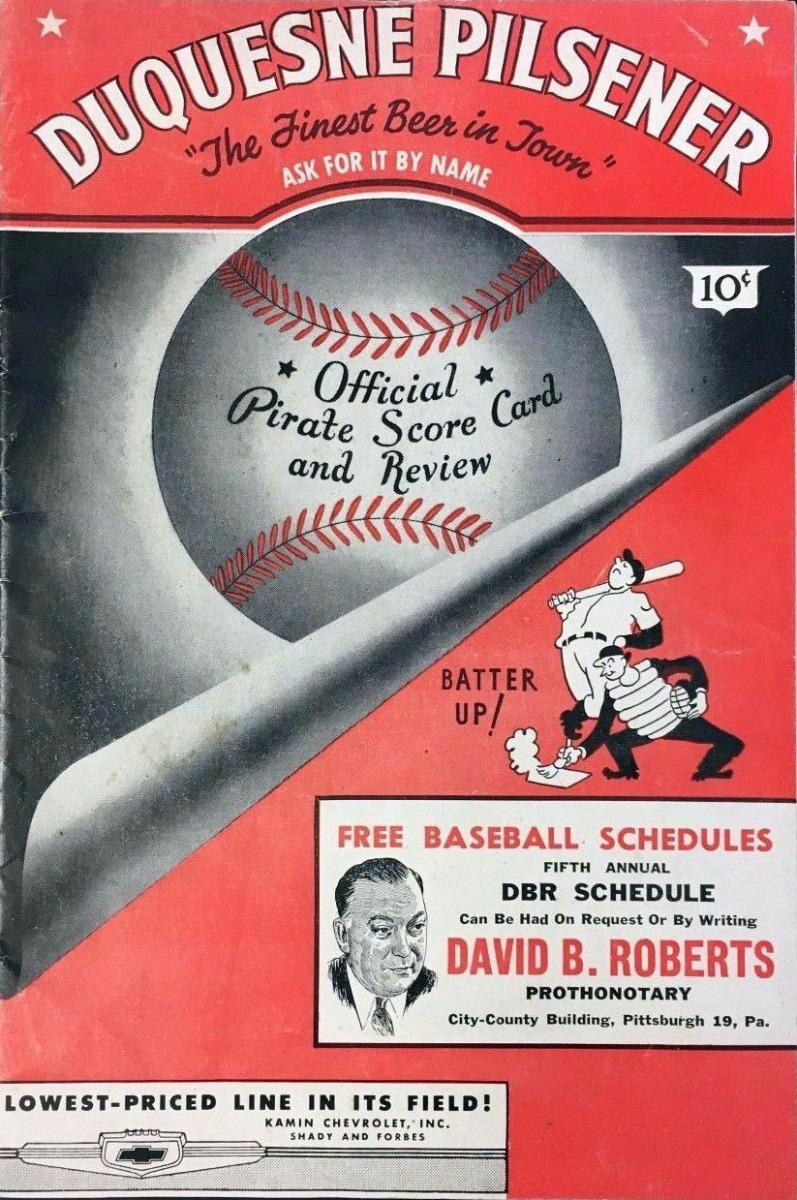 DUQUESNE PILSENER
"The Finest Beer in Town"
ASK FOR IT BY NAME
10¢
Official
Pirate Score Card
and Review
BATTER
UP!
FREE BASEBALL SCHEDULES
FIFTH ANNUAL
DBR SCHEDULE
Can Be Had On Request Or By Writing
DAVID B. ROBERTS
PROTHONOTARY
City-County Building, Pittsburgh 19, Pa.
LOWEST-PRICED LINE IN ITS FIELD!
KAMIN CHEVROLET, INC.
SHADY AND FORBES